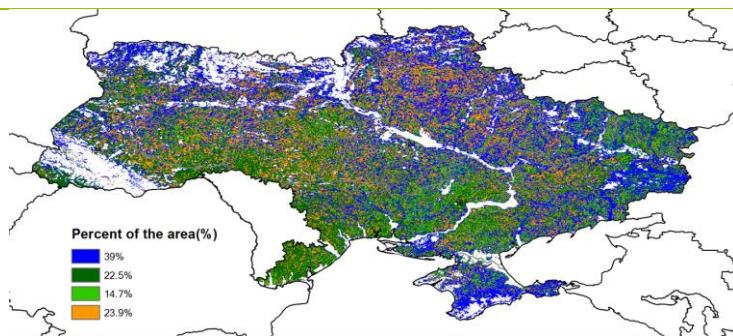 Percent of the area(%)
39%
22.5%
14.7%
23.9%